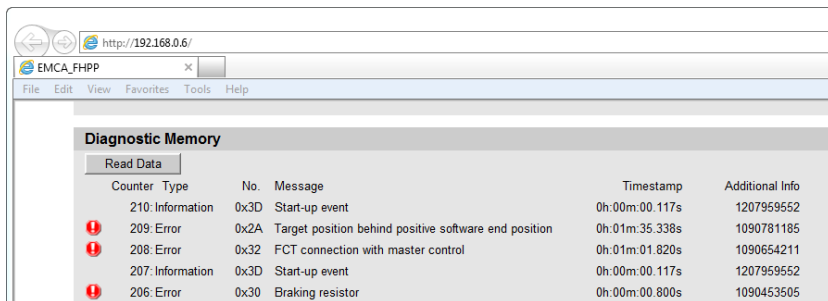 http://192.168.0.6/
EMCA_FHPP
File Edit View Favorites Tools Help
Diagnostic Memory
Read Data
Counter Type No. Message Timestamp Additional Info
210: Information 0x3D Start-up event 0h:00m:00.117s 1207959552
209: Error 0x2A Target position behind positive software end position 0h:01m:35.338s 1090781185
208: Error 0x32 FCT connection with master control 0h:01m:01.820s 1090654211
207: Information 0x3D Start-up event 0h:00m:00.117s 1207959552
206: Error 0x30 Braking resistor 0h:00m:00.800s 1090453505